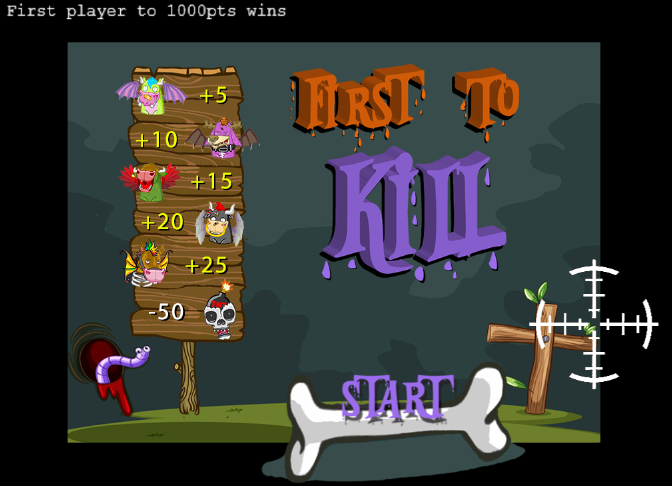 First player to 1000pts wins
+5
+10
+15
+20
+25
-50
FIRST TO
KILL
START